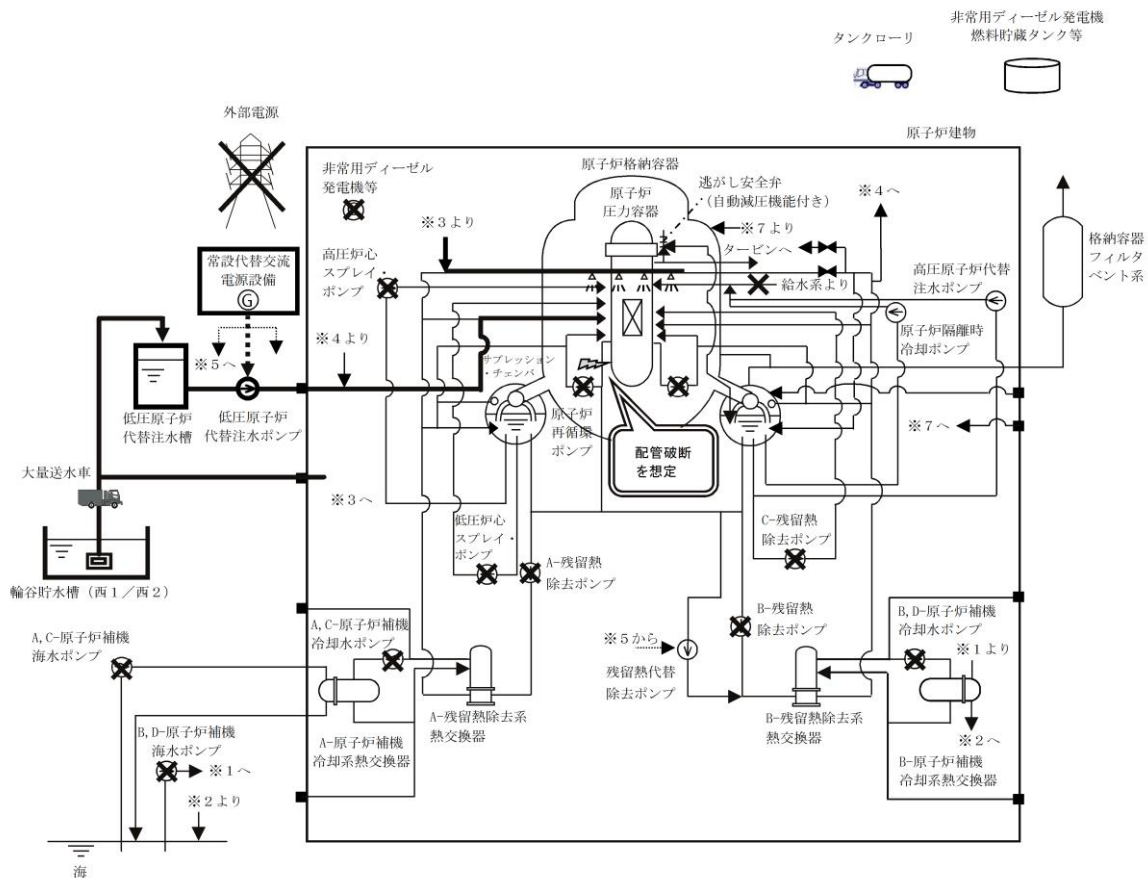 非常用ディーゼル発電機
燃料貯蔵タンク等
タンクローリ
外部電源
原子炉建物
非常用ディーゼル
発電機等
原子炉格納容器
原子炉
圧力容器
逃がし安全弁
(自動減圧機能付き)
※4へ
※3より
※7より
タービンへ
格納容器
フィルタ
ベント系
常設代替交流
電源設備
G
高圧炉心
スプレイ・
ポンプ
給水系より
高圧原子炉代替
注水ポンプ
原子炉隔離時
冷却ポンプ
※5へ
※4より
サプレッション
・チェンバ
低圧原子炉
代替注水槽
低圧原子炉
代替注水ポンプ
原子炉
再循環
ポンプ
配管破断
を想定
※7へ
大量送水車
※3へ
低圧炉心
スプレイ・
ポンプ
C-残留熱
除去ポンプ
A-残留熱
除去ポンプ
輪谷貯水槽(西1/西2)
A,C-原子炉補機
海水ポンプ
A,C-原子炉補機
冷却水ポンプ
※5から
残留熱代替
除去ポンプ
B-残留熱
除去ポンプ
B,D-原子炉補機
冷却水ポンプ
※1より
B,D-原子炉補機
海水ポンプ
※1へ
※2より
A-原子炉補機
冷却系熱交換器
A-残留熱除去系
熱交換器
B-残留熱除去系
熱交換器
※2へ
B-原子炉補機
冷却系熱交換器
海